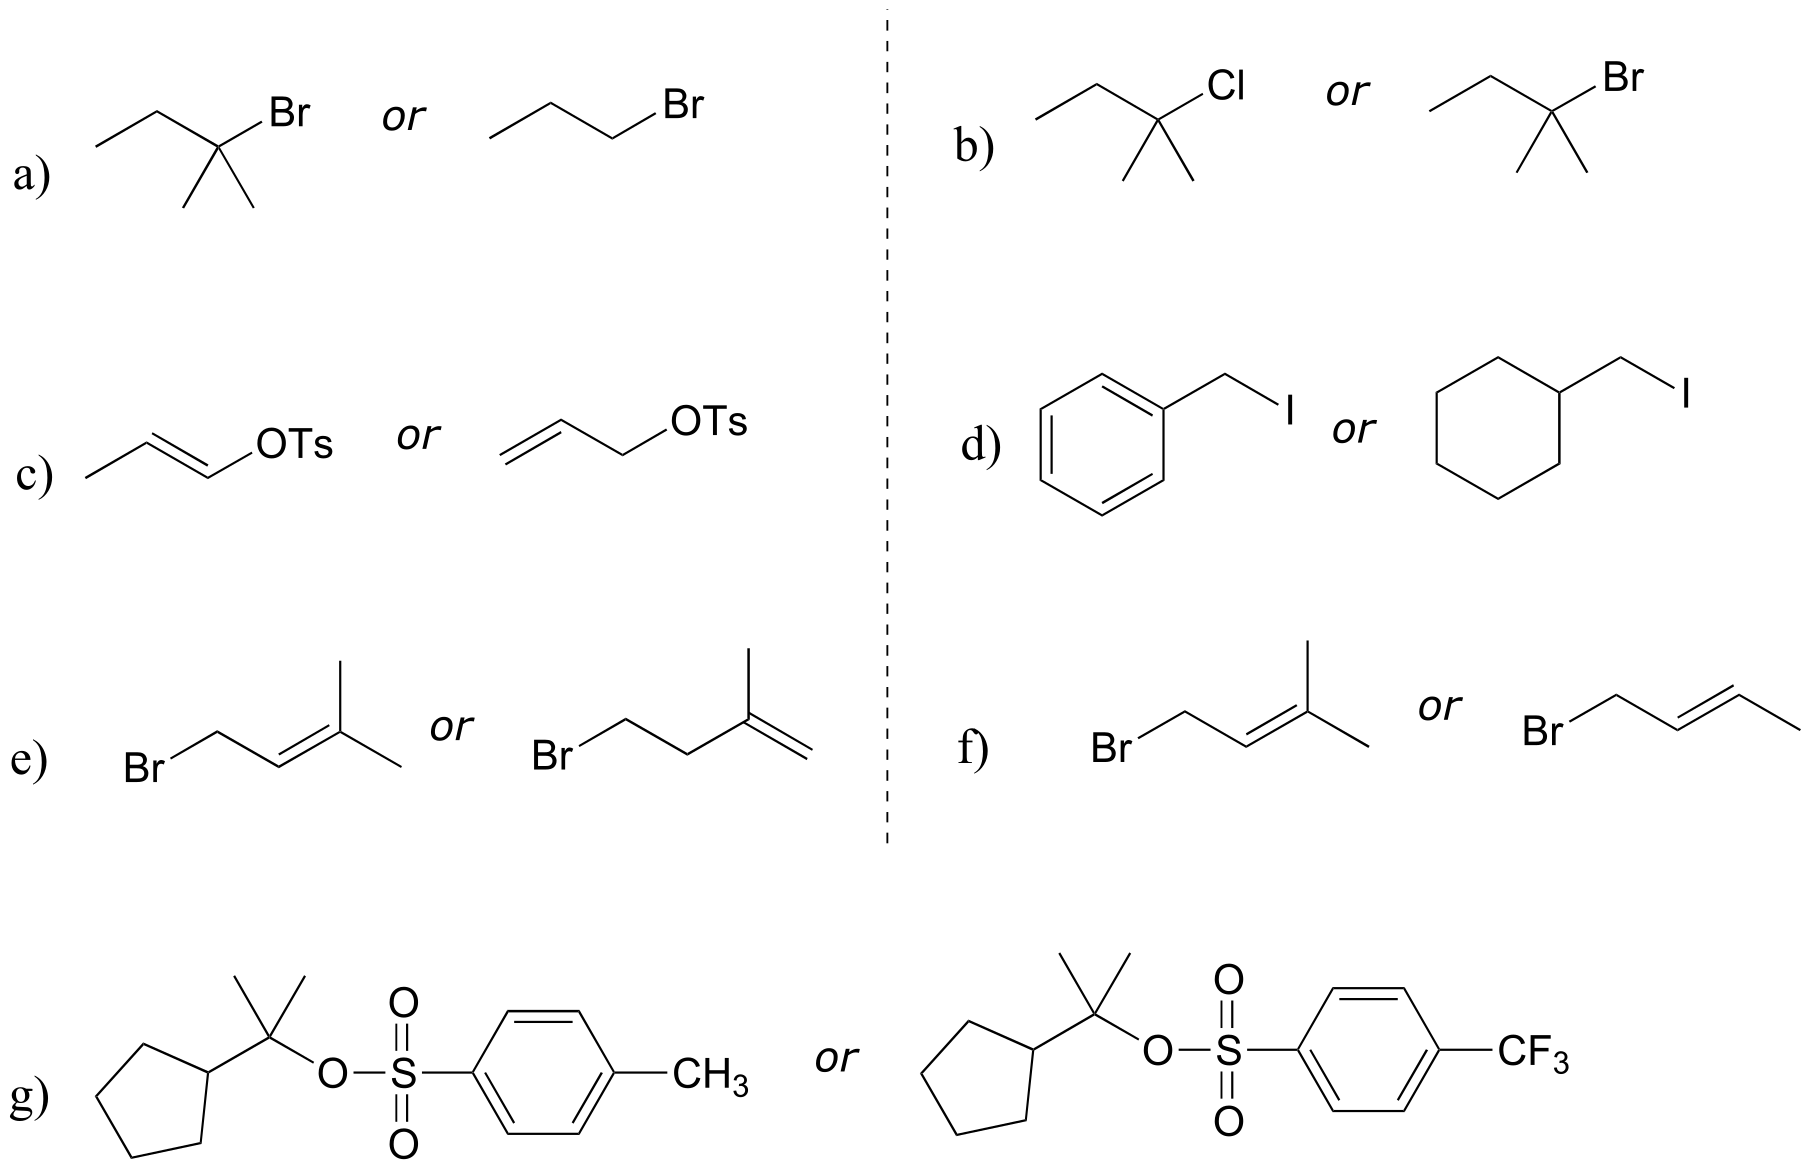 a) Br or Br
b) Cl or Br
c) OTs or OTs
d) I or I
e) Br or Br
f) Br or Br
g) O S O O CH3 or O S O O CF3